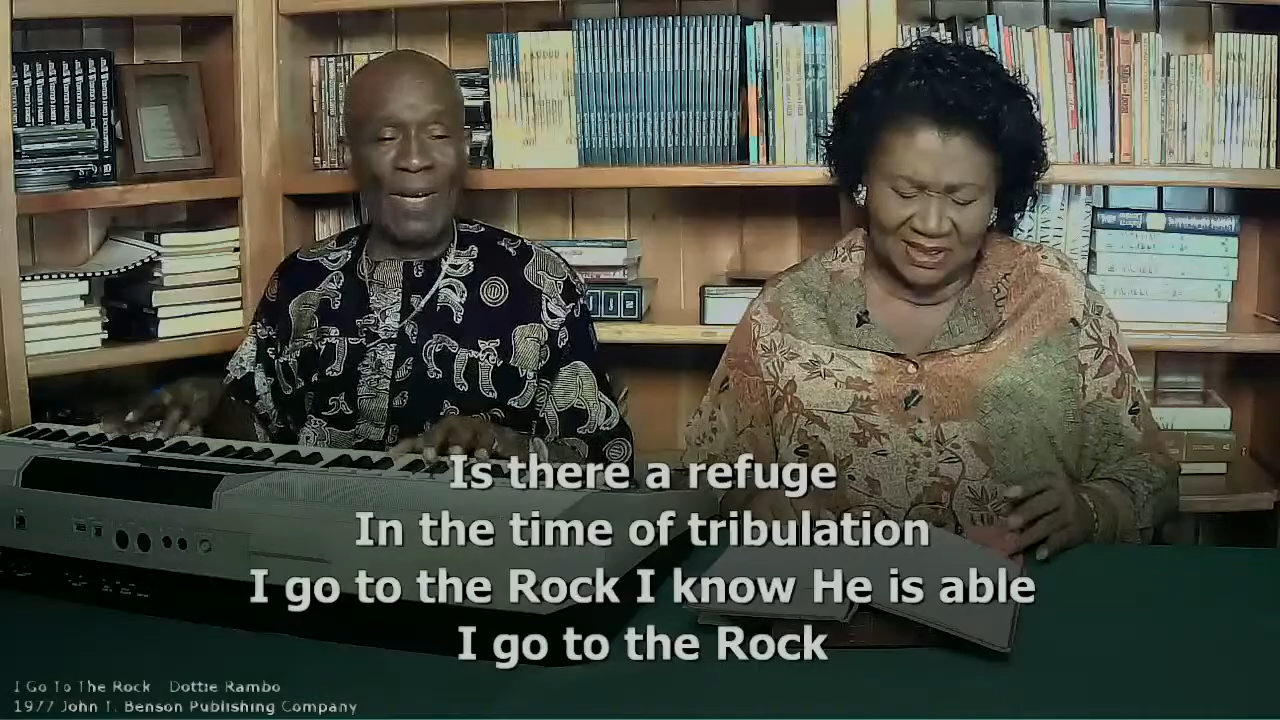 Is there a refuge
In the time of tribulation
I go to the Rock I know He is able
I go to the Rock
I Go To The Rock Dottie Rambo
1977 John T. Benson Publishing Company